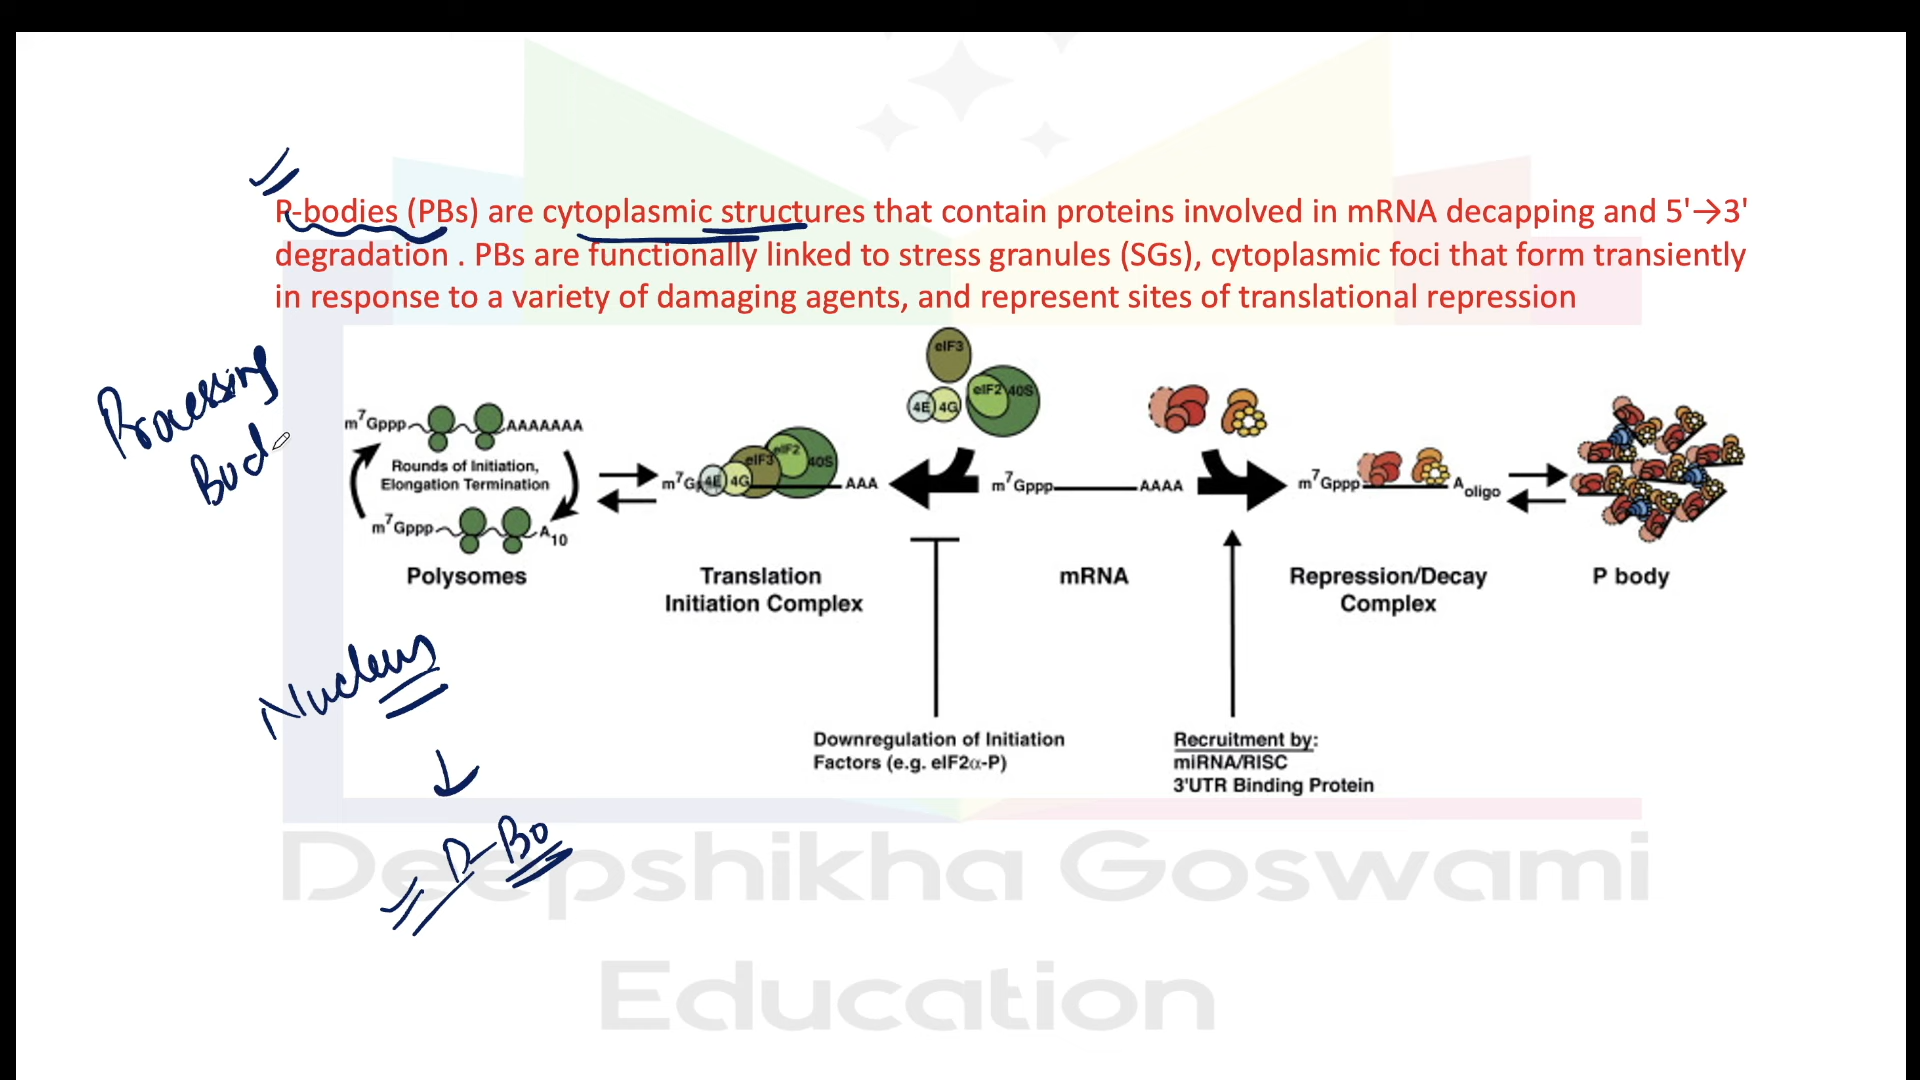 P-bodies (PBs) are cytoplasmic structures that contain proteins involved in mRNA decapping and 5'→3'
degradation . PBs are functionally linked to stress granules (SGs), cytoplasmic foci that form transiently
in response to a variety of damaging agents, and represent sites of translational repression
Processing
Bod
eIF3
4E 4G eIF2 40S
m7Gppp AAAAAAA
Rounds of Initiation,
Elongation Termination
m7Gppp A10
Polysomes
m7G 4E 4G eIF3 eIF2 40S AAA
Translation
Initiation Complex
m7Gppp AAAA
mRNA
m7Gppp Aoligo
Repression/Decay
Complex
P body
Downregulation of Initiation
Factors (e.g. eIF2α-P)
Recruitment by:
miRNA/RISC
3'UTR Binding Protein
Nucleus
P-Bo
Deepshikha Goswami
Education